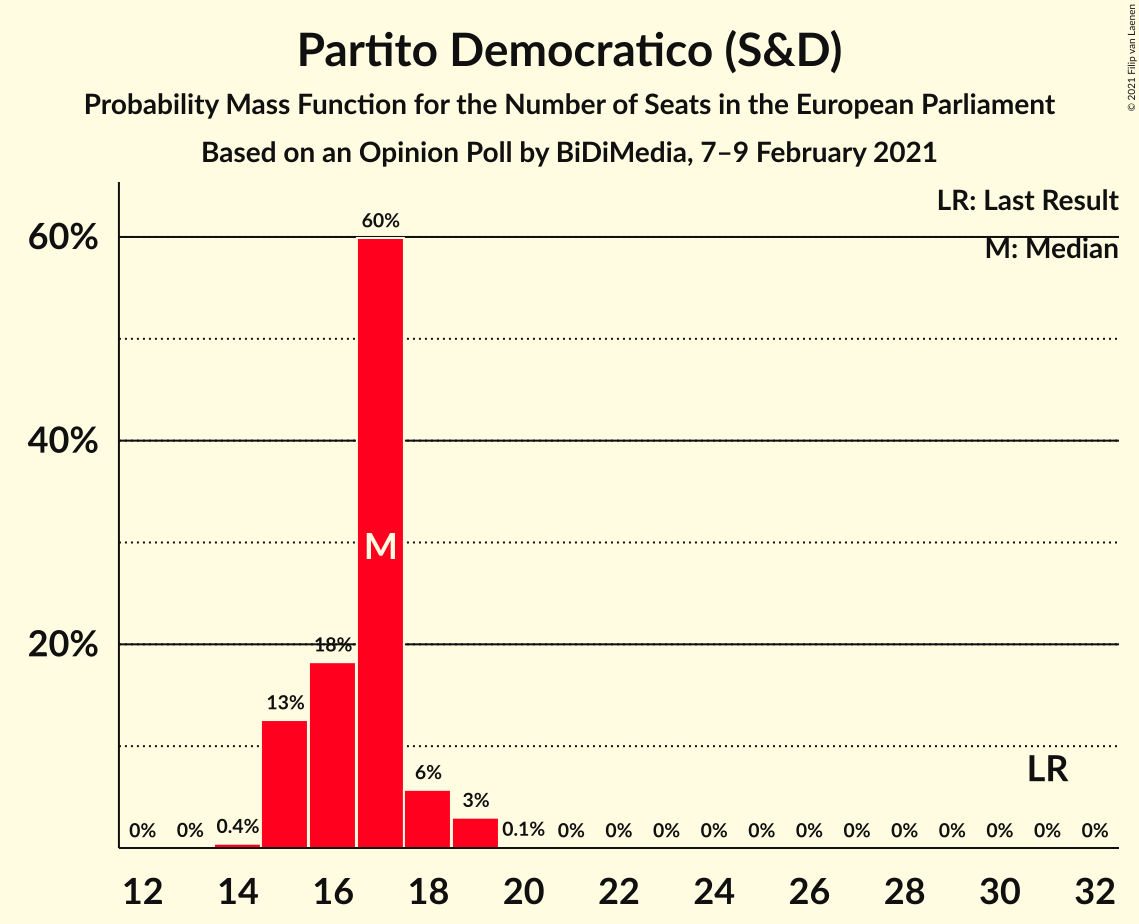 Partito Democratico (S&D)
Probability Mass Function for the Number of Seats in the European Parliament
Based on an Opinion Poll by BiDiMedia, 7–9 February 2021
© 2021 Filip van Laenen
LR: Last Result
M: Median
60%
40%
20%
60%
M
18%
13%
6%
3%
LR
0% 0% 0.4% 0.1% 0% 0% 0% 0% 0% 0% 0% 0% 0% 0% 0% 0%
12 14 16 18 20 22 24 26 28 30 32